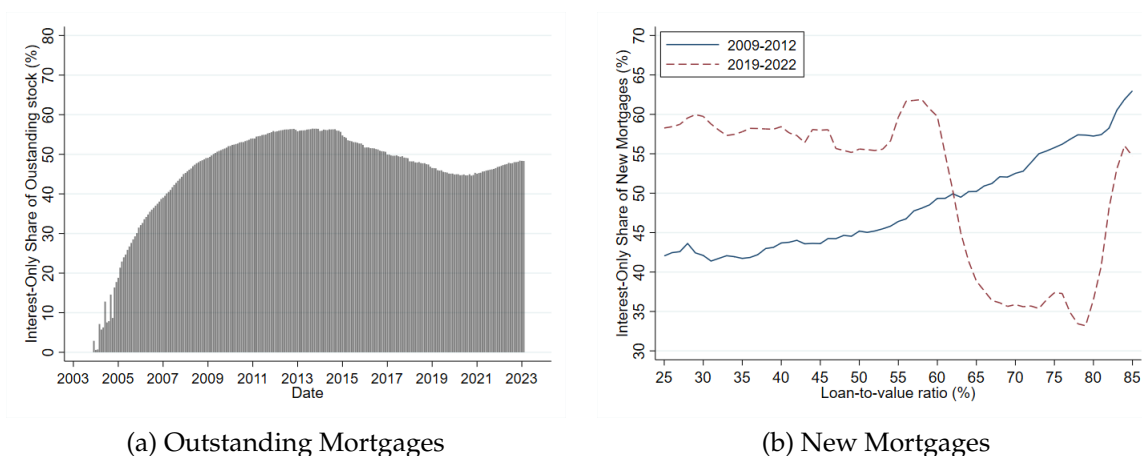 Interest-Only Share of Oustanding stock (%)
80
70
60
50
40
30
20
10
0
2003 2005 2007 2009 2011 2013 2015 2017 2019 2021 2023
Date
(a) Outstanding Mortgages
Interest-Only Share of New Mortgages (%)
70
65
60
55
50
45
40
35
30
2009-2012
2019-2022
25 30 35 40 45 50 55 60 65 70 75 80 85
Loan-to-value ratio (%)
(b) New Mortgages